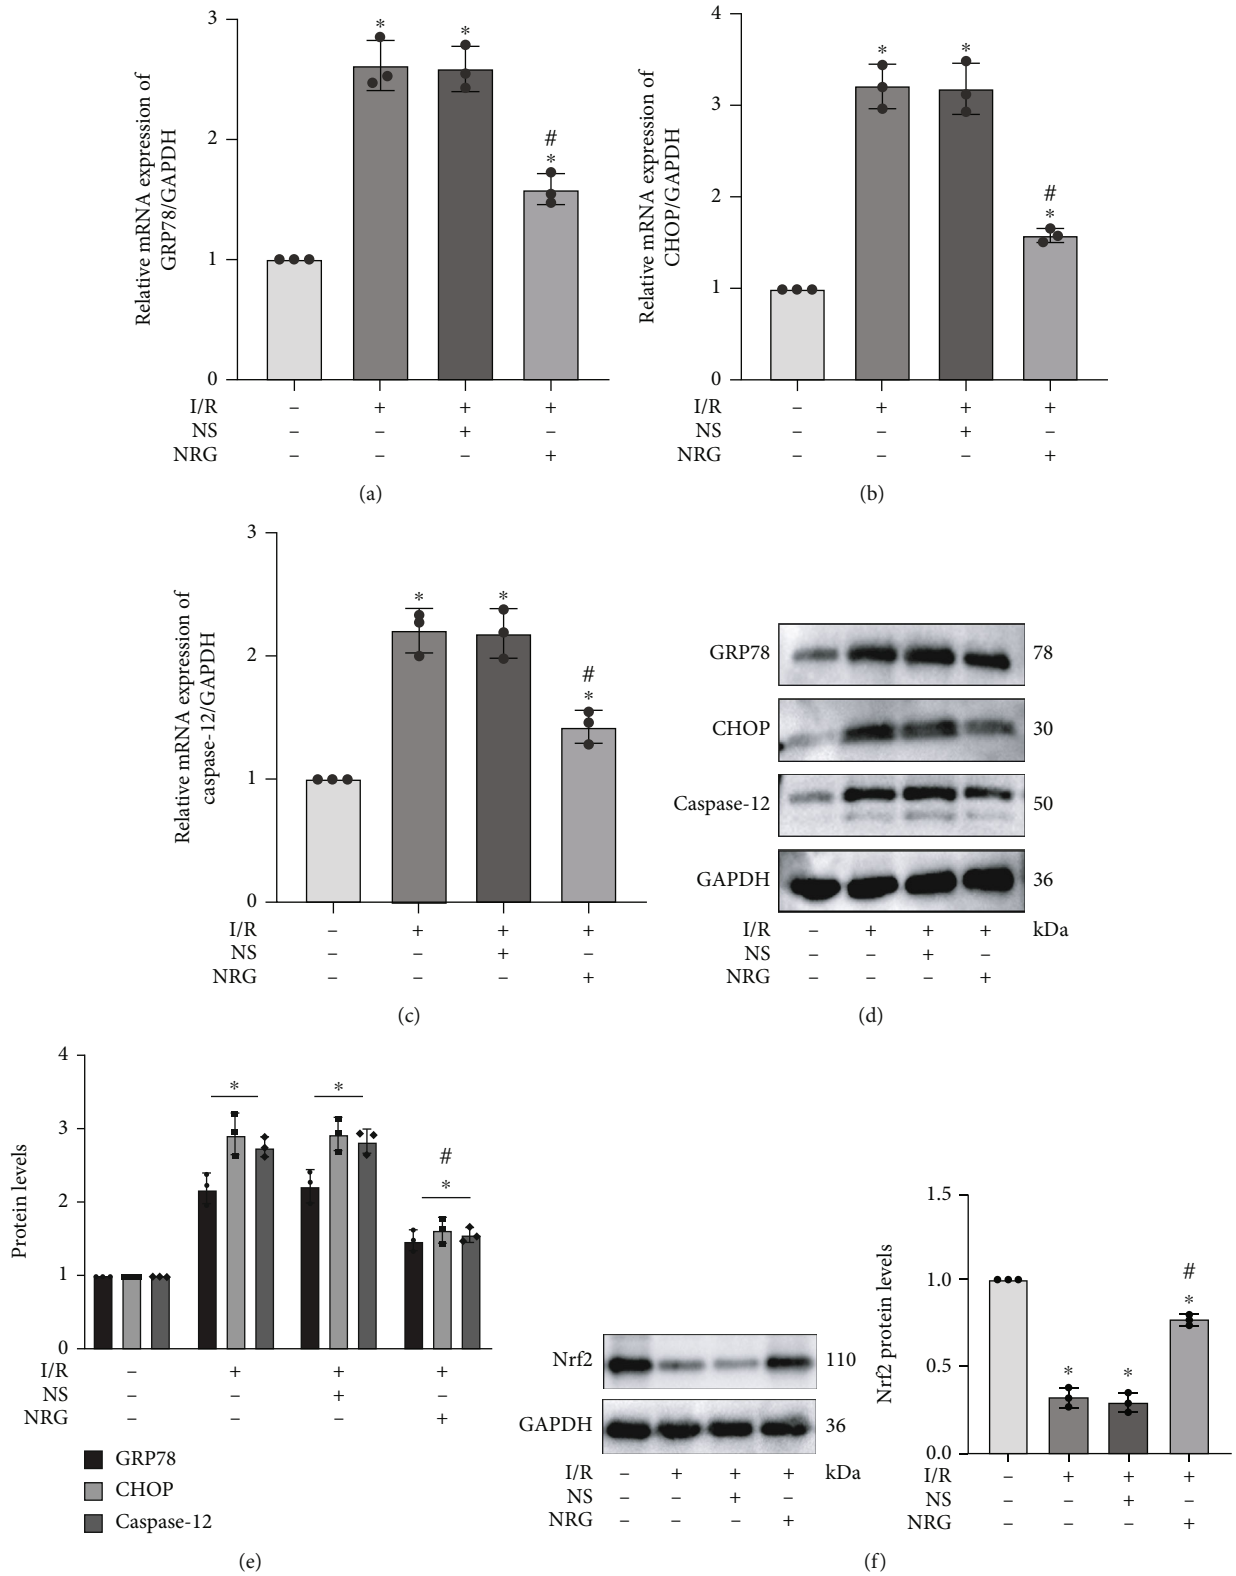 3
2
1
0
Relative mRNA expression of
GRP78/GAPDH
*
*
#
*
I/R – + + +
NS – – + –
NRG – – – +
(a)
4
3
2
1
0
Relative mRNA expression of
CHOP/GAPDH
*
*
#
*
I/R – + + +
NS – – + –
NRG – – – +
(b)
3
2
1
0
Relative mRNA expression of
caspase-12/GAPDH
*
*
#
*
I/R – + + +
NS – – + –
NRG – – – +
(c)
GRP78 78
CHOP 30
Caspase-12 50
GAPDH 36
I/R – + + + kDa
NS – – + –
NRG – – – +
(d)
4
3
2
1
0
Protein levels
*
*
#
*
I/R – + + +
NS – – + –
NRG – – – +
GRP78
CHOP
Caspase-12
(e)
Nrf2 110
GAPDH 36
I/R – + + + kDa
NS – – + –
NRG – – – +
1.5
1.0
0.5
0.0
Nrf2 protein levels
*
*
#
*
I/R – + + +
NS – – + –
NRG – – – +
(f)